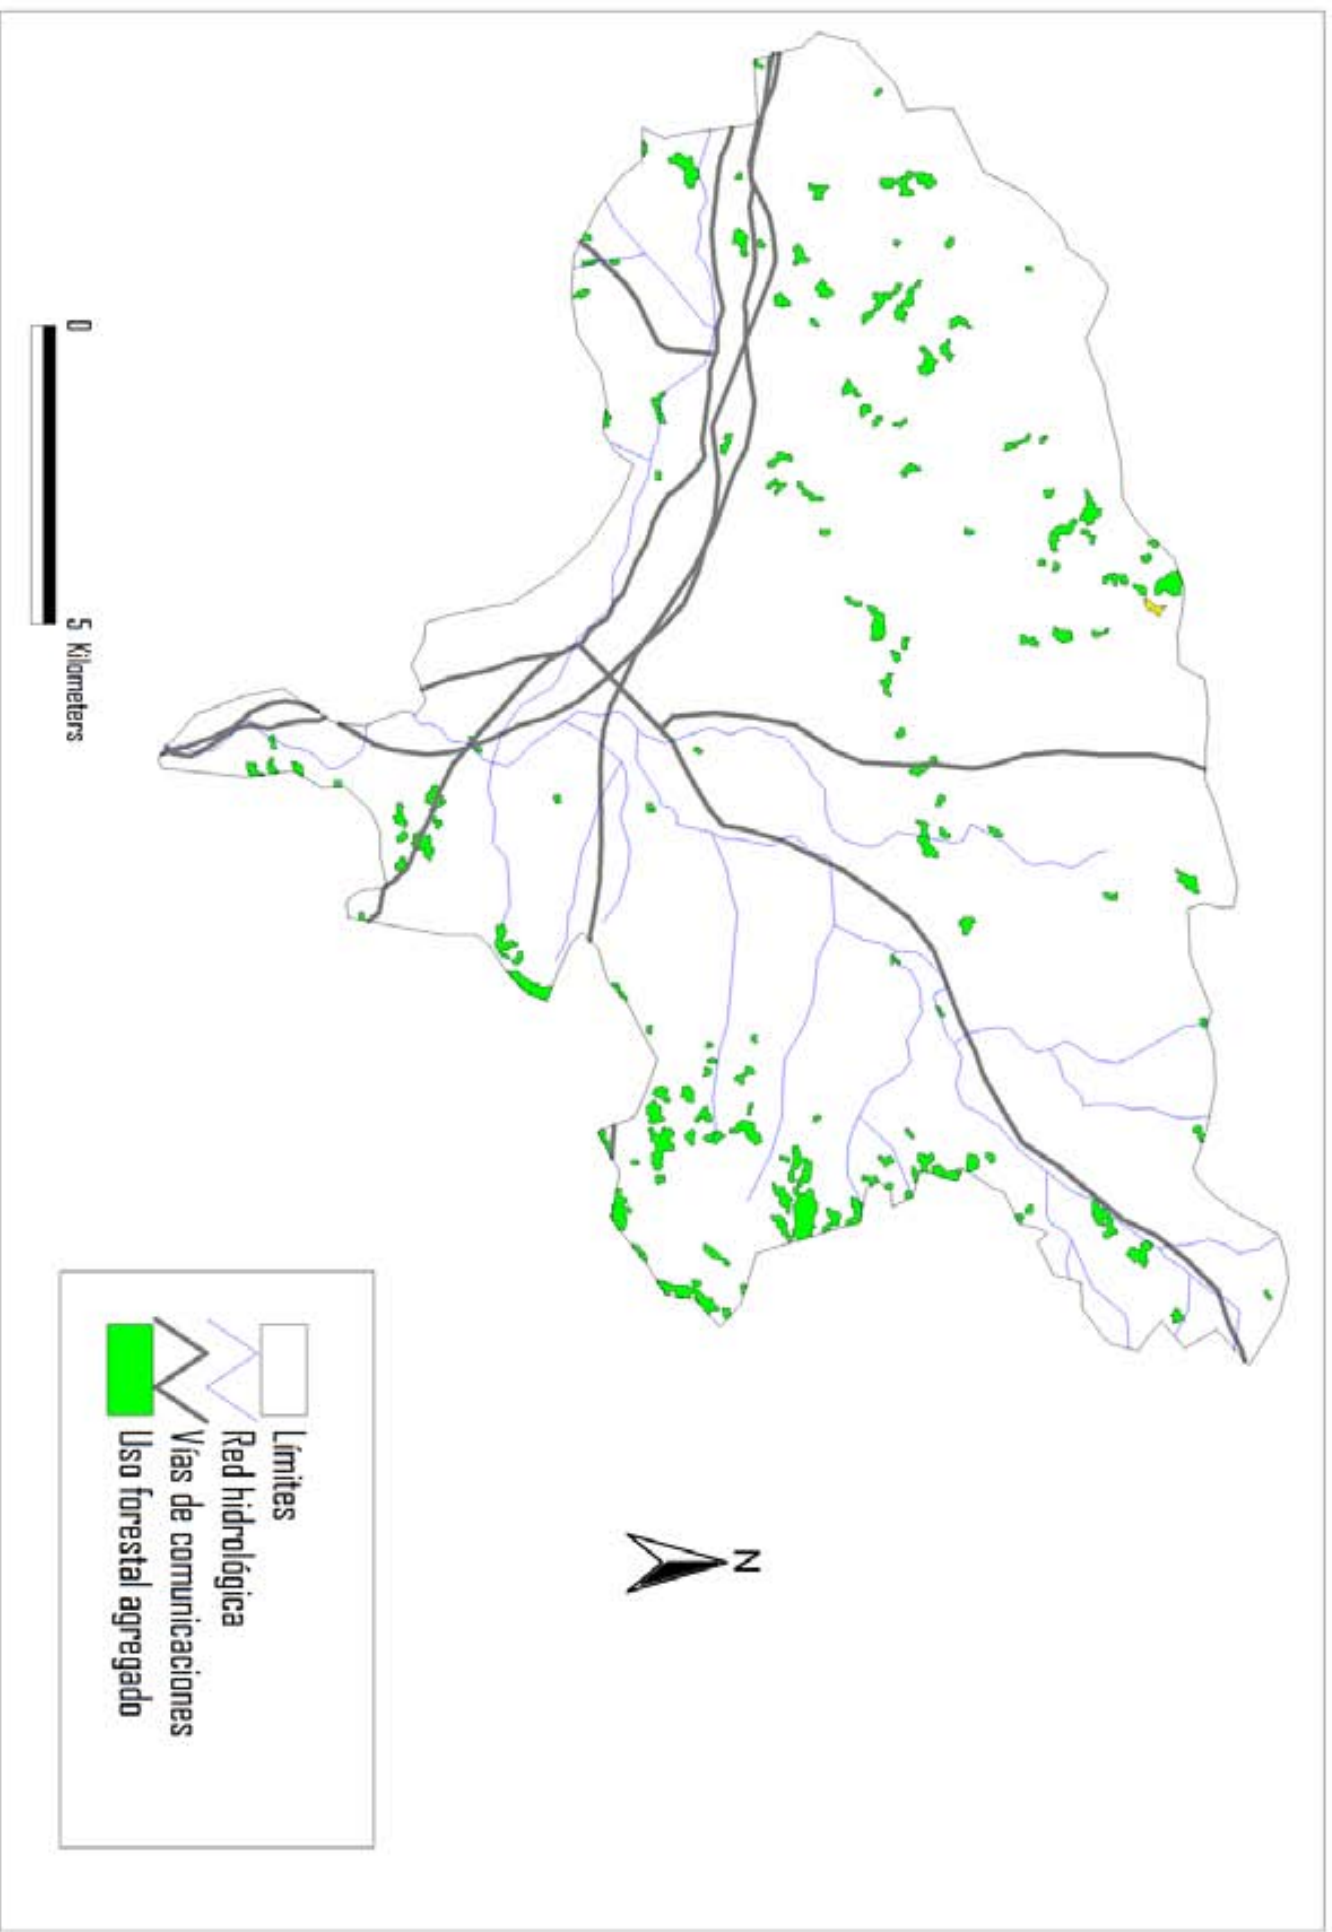 N
Límites
Red hidrológica
Vías de comunicaciones
Uso forestal agregado
0
5 Kilometers